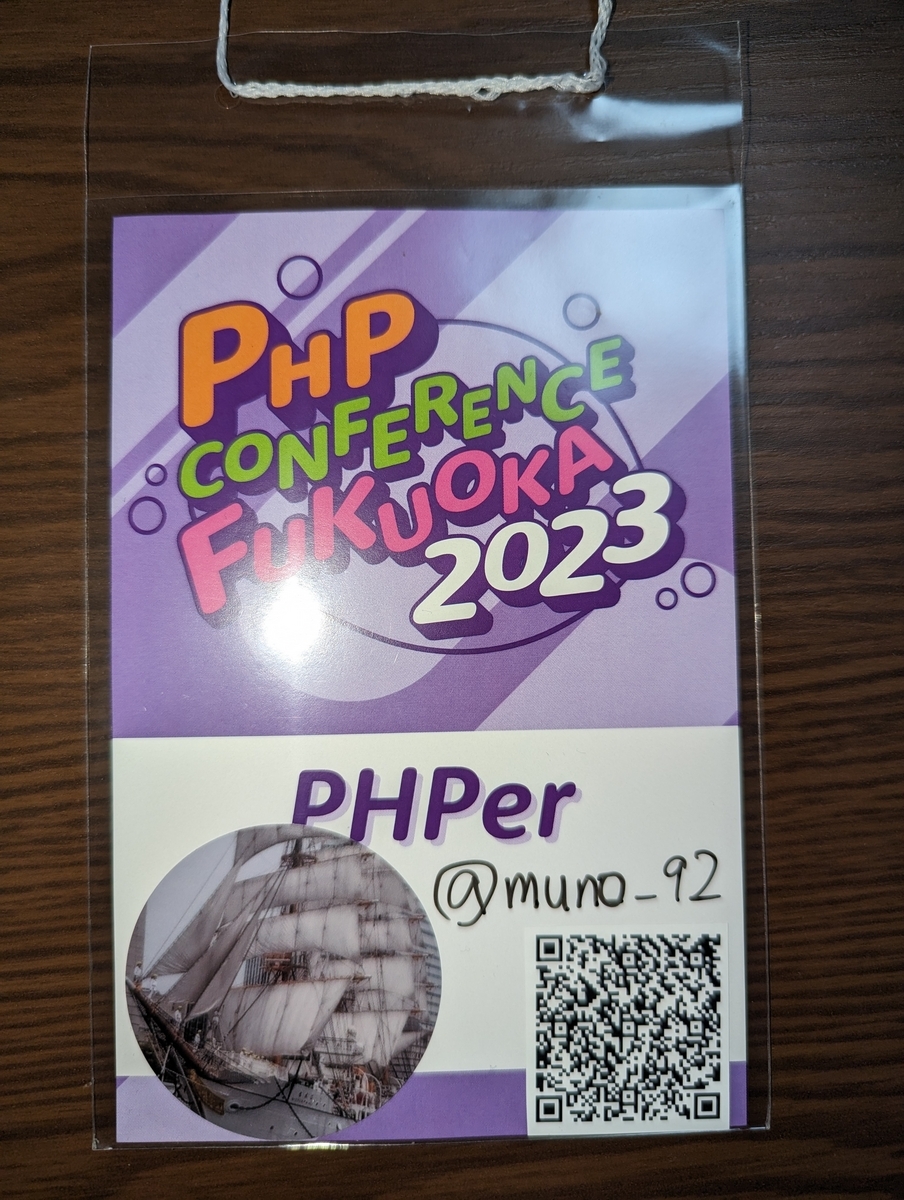 PHP
CONFERENCE
FUKUOKA
2023
PHPer
@muno_92